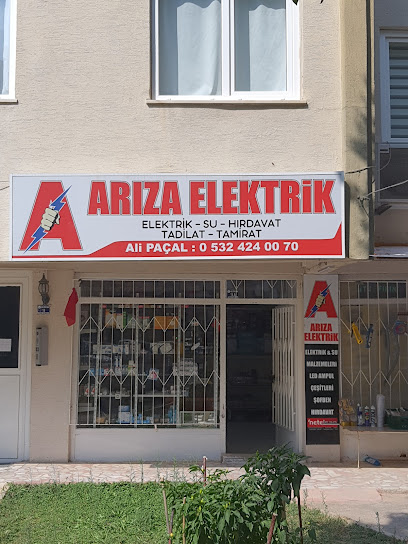 A ARIZA ELEKTRİK
ELEKTRİK - SU - HIRDAVAT
TADİLAT - TAMİRAT
Ali PAÇAL : 0 532 424 00 70
A
ARIZA
ELEKTRİK
ELEKTRİK & SU
MALZEMELERİ
LED AMPUL
ÇEŞİTLERİ
ŞOFBEN
HIRDAVAT